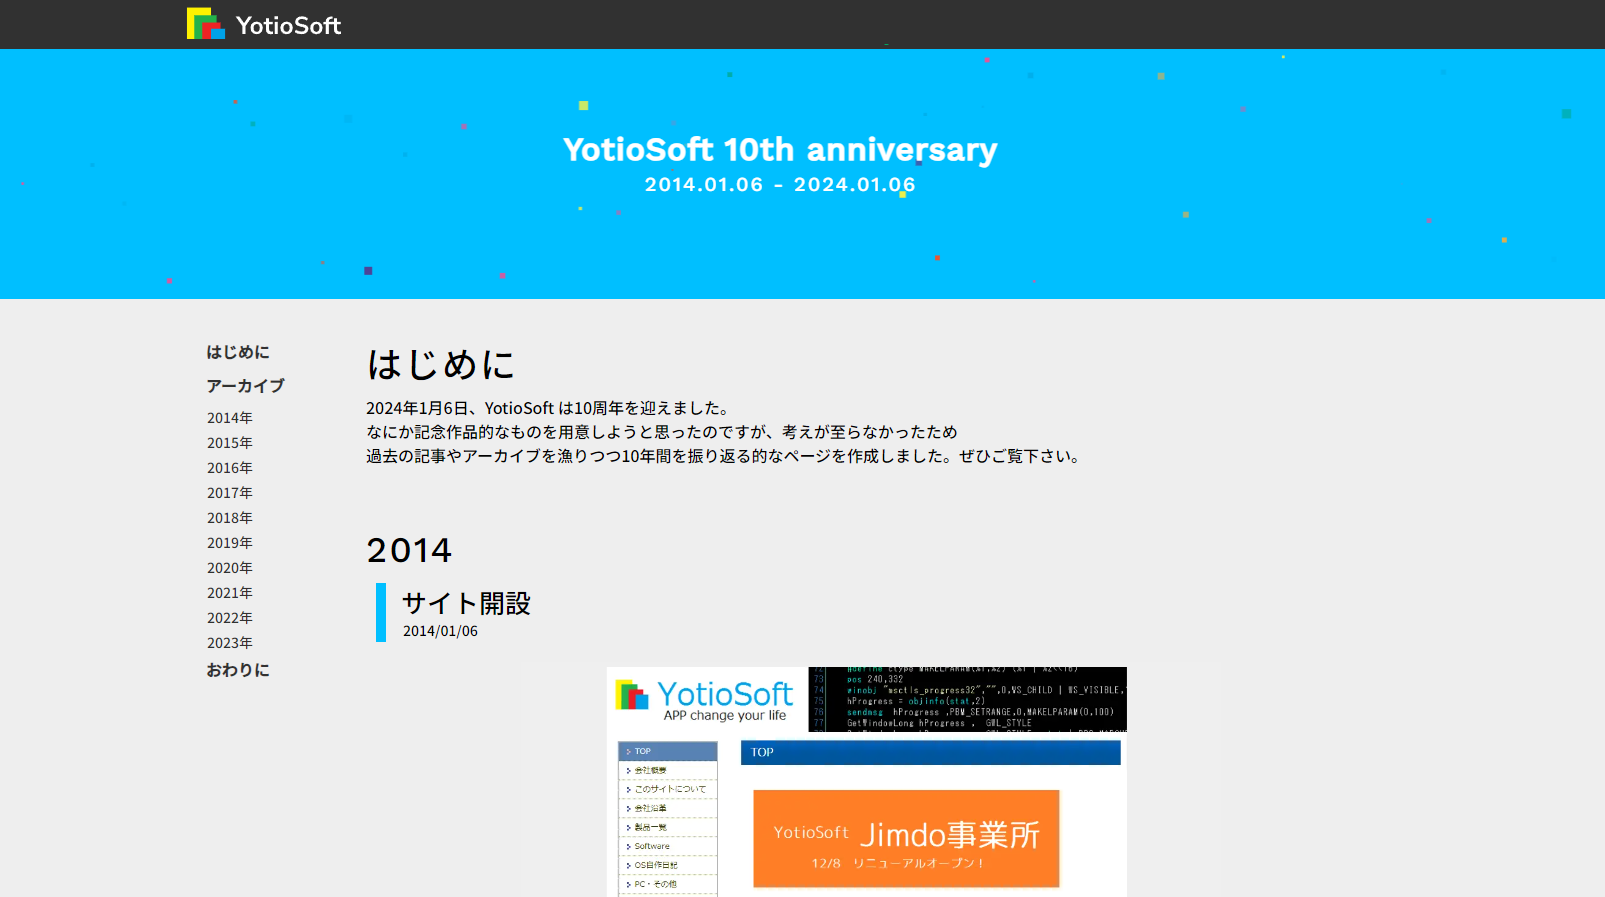 YotioSoft
YotioSoft 10th anniversary
2014.01.06 - 2024.01.06
はじめに
アーカイブ
2014年
2015年
2016年
2017年
2018年
2019年
2020年
2021年
2022年
2023年
おわりに
はじめに
2024年1月6日、YotioSoft は10周年を迎えました。
なにか記念作品的なものを用意しようと思ったのですが、考えが至らなかったため
過去の記事やアーカイブを漁りつつ10年間を振り返る的なページを作成しました。ぜひご覧下さい。
2014
サイト開設
2014/01/06
YotioSoft
APP change your life
73 pos 240,332
74 winobj "msctls_progress32","",0,WS_CHILD | WS_VISIBLE,
75 hProgress = objinfo(stat,2)
76 sendmsg hProgress ,PBM_SETRANGE,0,MAKELPARAM(0,100)
77 GetWindowLong hProgress , GWL_STYLE
TOP
会社概要
このサイトについて
会社沿革
製品一覧
Software
OS自作日記
PC・その他
TOP
YotioSoft Jimdo事業所
12/8 リニューアルオープン！